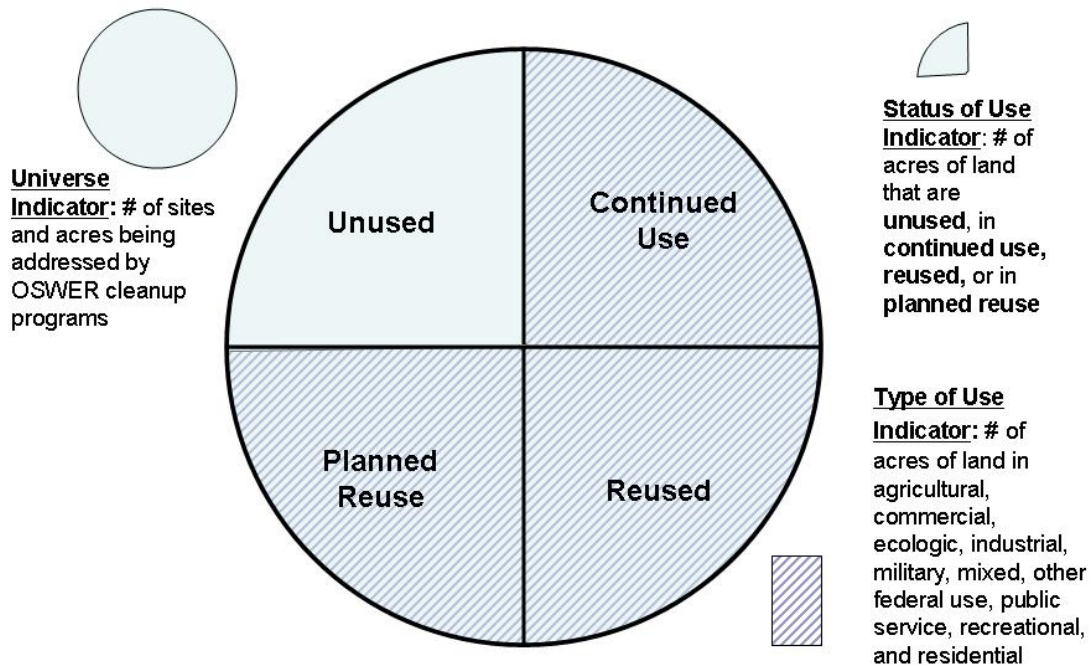 Universe
Indicator: # of sites
and acres being
addressed by
OSWER cleanup
programs
Unused
Continued
Use
Planned
Reuse
Reused
Status of Use
Indicator: # of
acres of land
that are
unused, in
continued use,
reused, or in
planned reuse
Type of Use
Indicator: # of
acres of land in
agricultural,
commercial,
ecologic, industrial,
military, mixed, other
federal use, public
service, recreational,
and residential